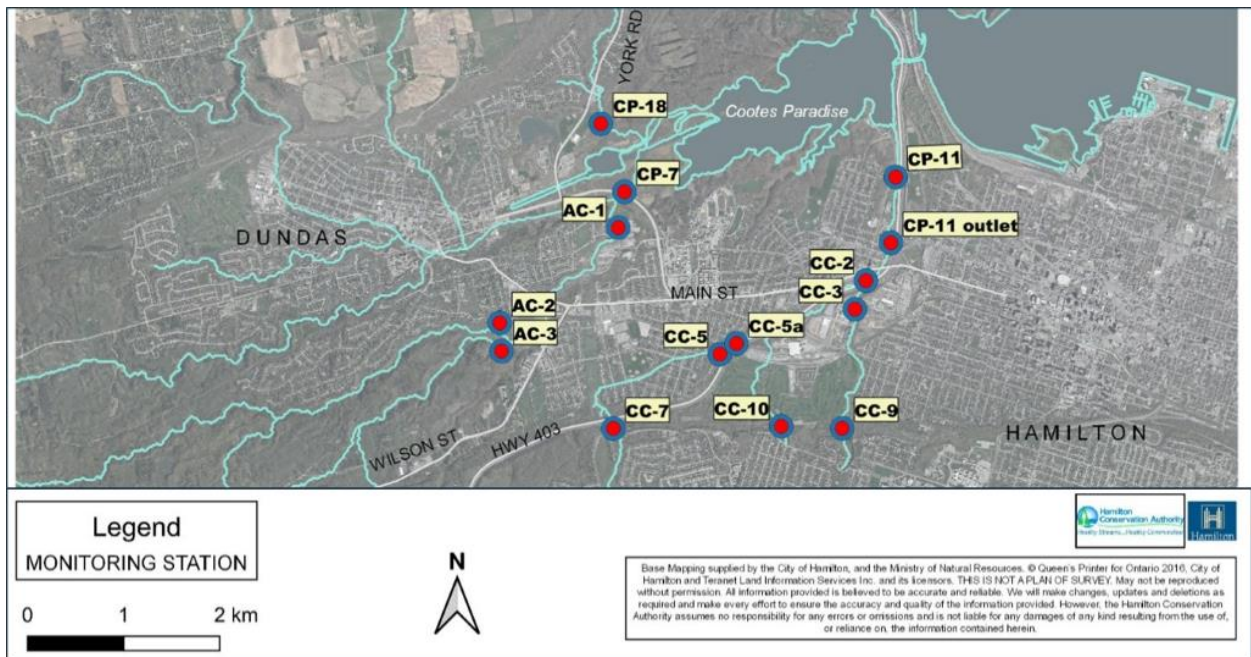 YORK RD
CP-18
Cootes Paradise
CP-11
CP-7
AC-1
DUNDAS
CP-11 outlet
CC-2
MAIN ST
CC-3
AC-2
CC-5a
AC-3
CC-5
CC-7
CC-10
CC-9
WILSON ST
HWY 403
HAMILTON
Legend
MONITORING STATION
0 1 2 km
N
Hamilton
Conservation Authority
Healthy Streams...Healthy Communities
Hamilton
Base Mapping supplied by the City of Hamilton, and the Ministry of Natural Resources. © Queen's Printer for Ontario 2016, City of
Hamilton and Teranet Land Information Services Inc. and its licensors. THIS IS NOT A PLAN OF SURVEY. May not be reproduced
without permission. All information provided is believed to be accurate and reliable. We will make changes, updates and deletions as
required and make every effort to ensure the accuracy and quality of the information provided. However, the Hamilton Conservation
Authority assumes no responsibility for any errors or omissions and is not liable for any damages of any kind resulting from the use of,
or reliance on, the information contained herein.